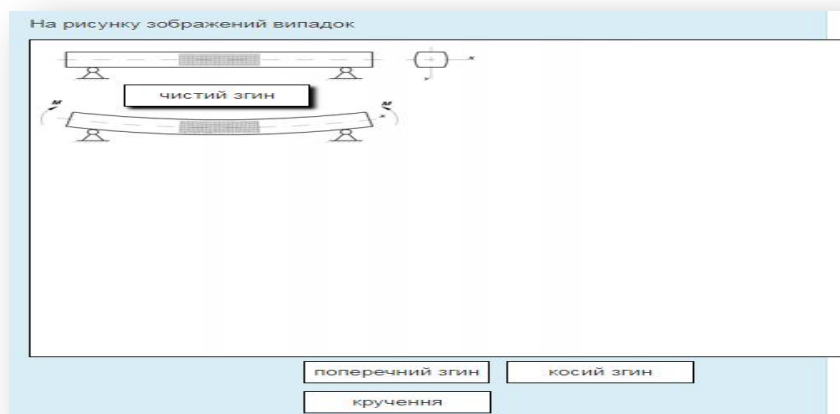 На рисунку зображений випадок
чистий згин
M
M
x
поперечний згин
косий згин
кручення